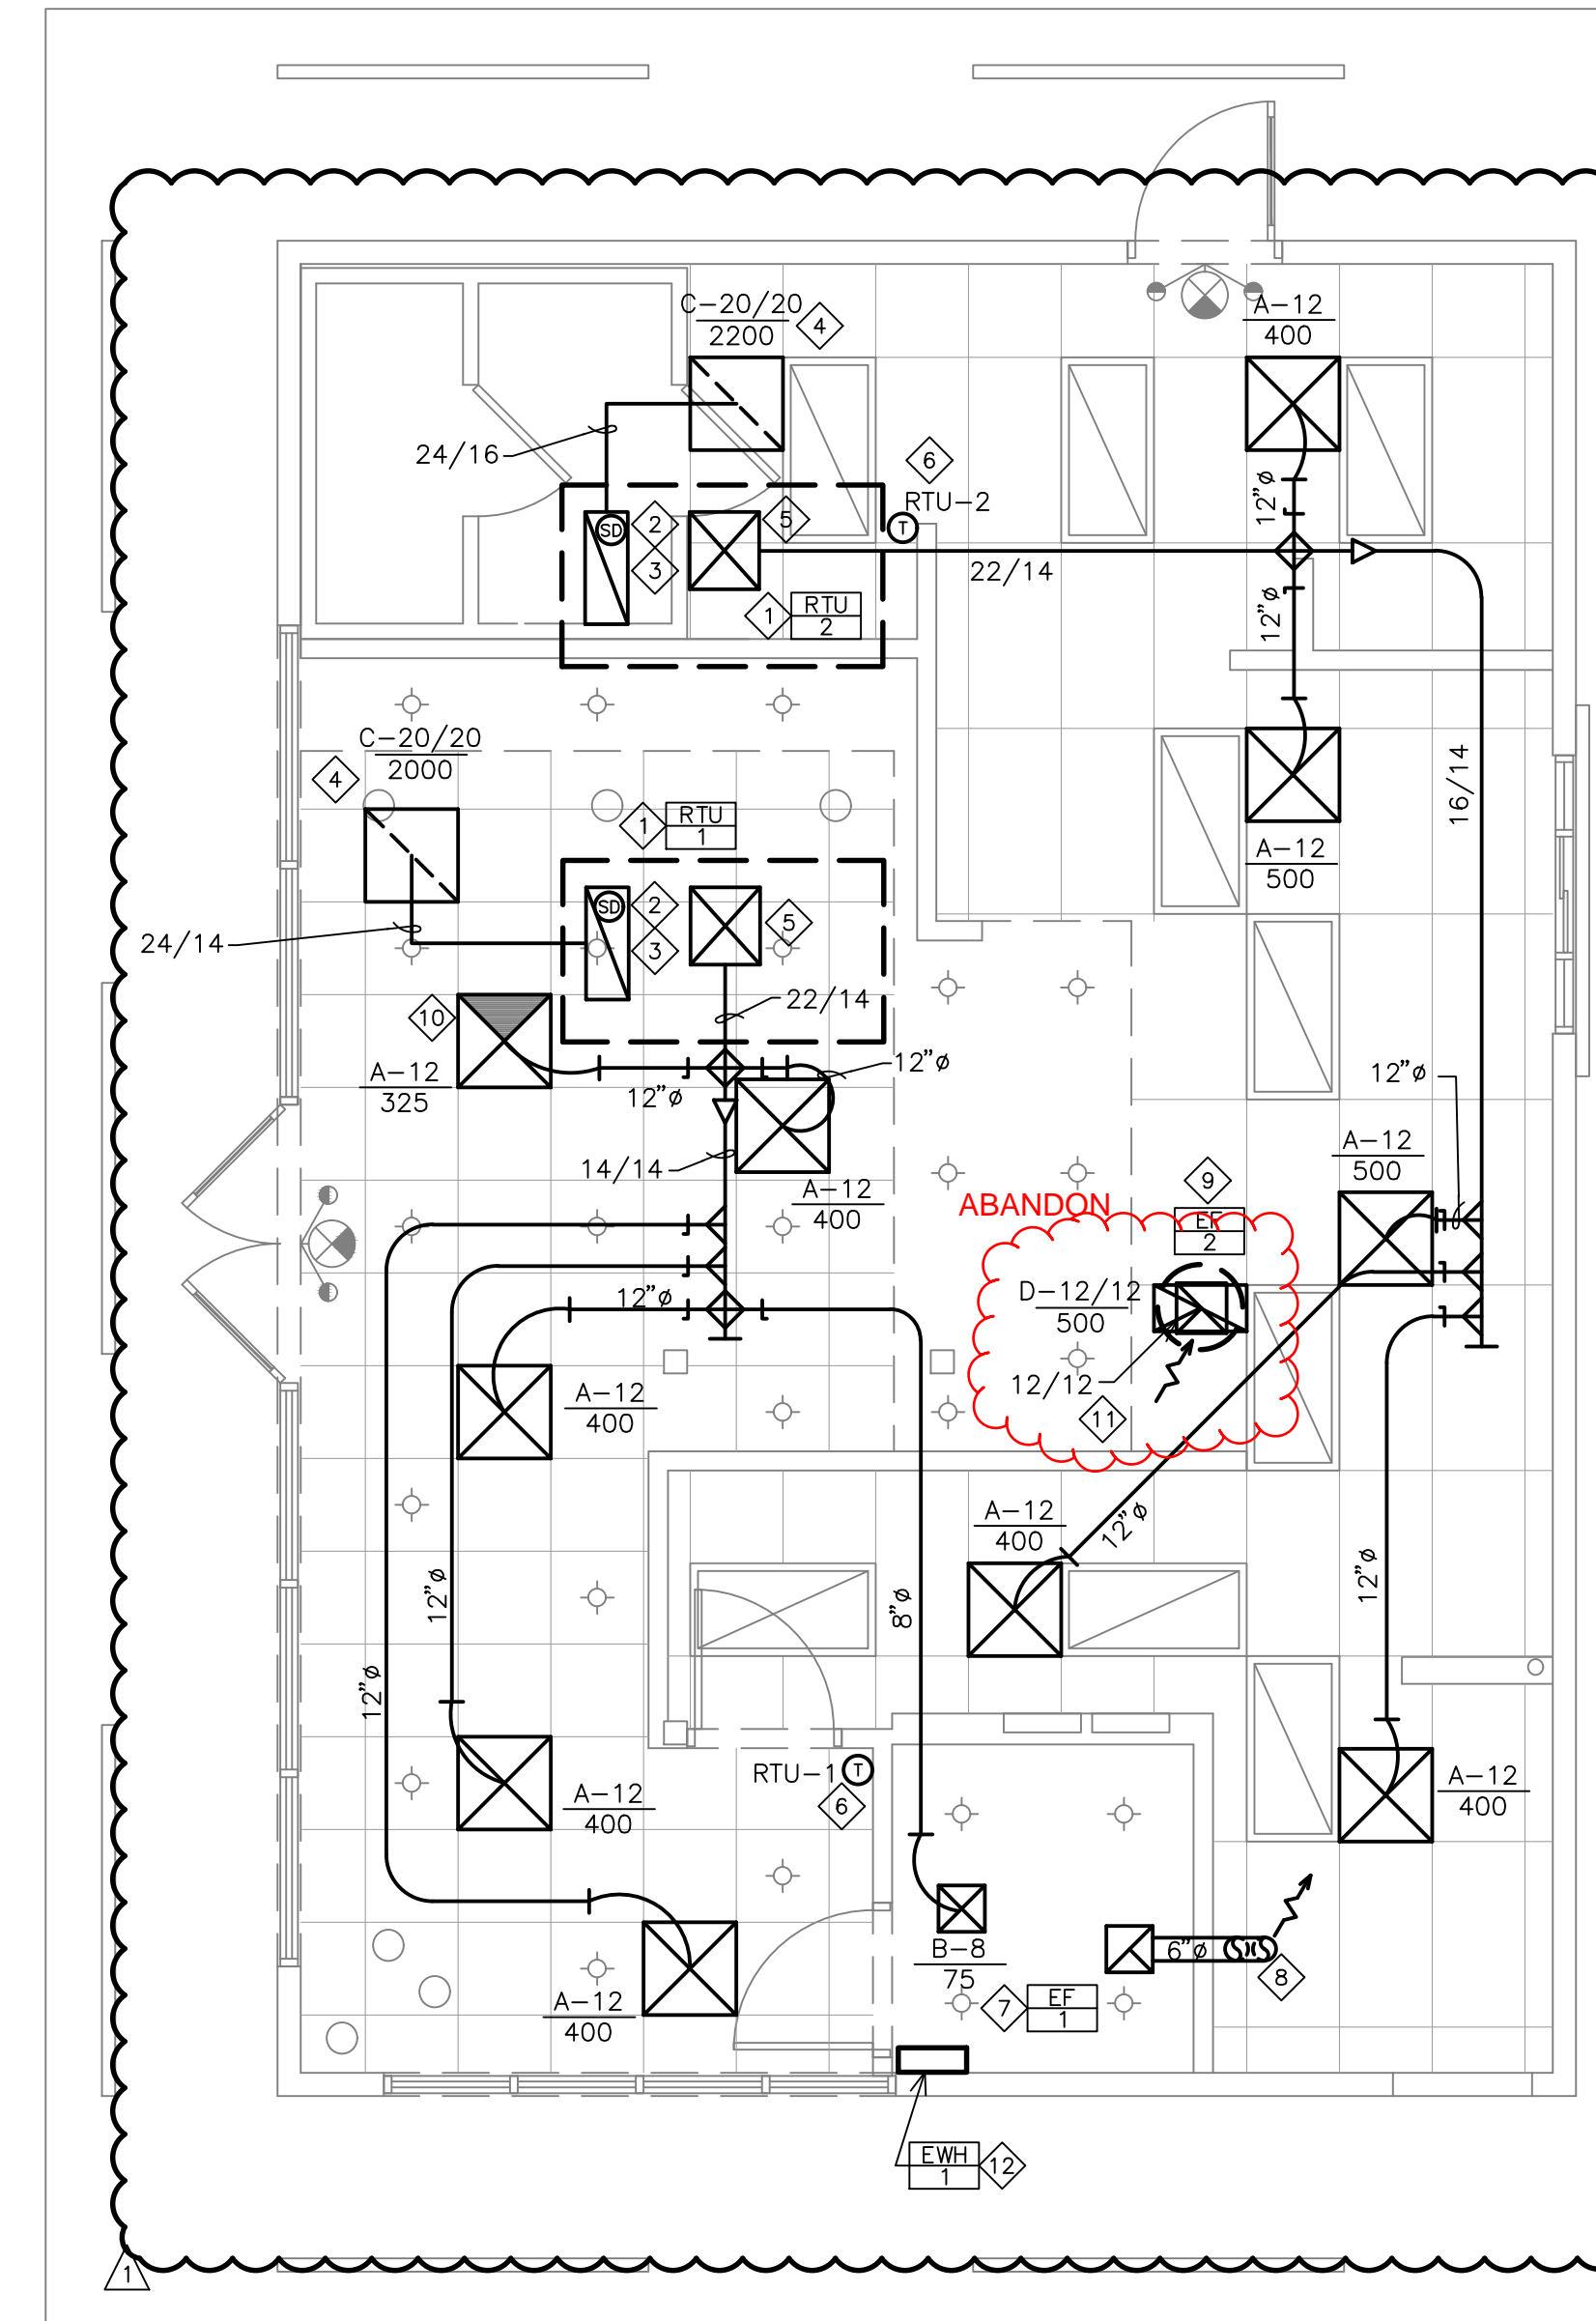 C-20/20
2200
4
A-12
400
24/16
6
RTU-2
T
12"ø
SD
2
3
5
22/14
1
RTU
2
12"ø
C-20/20
2000
4
1
RTU
1
16/14
A-12
500
SD
2
3
5
24/14
22/14
10
12"ø
A-12
325
12"ø
12"ø
A-12
500
14/14
A-12
400
9
ABANDON
EF
2
D-12/12
500
12"ø
12/12
11
A-12
400
A-12
400
12"ø
12"ø
12"ø
8"ø
12"ø
RTU-1
T
6
A-12
400
A-12
400
B-8
75
6"ø
8
A-12
400
7
EF
1
EWH
1
12
1